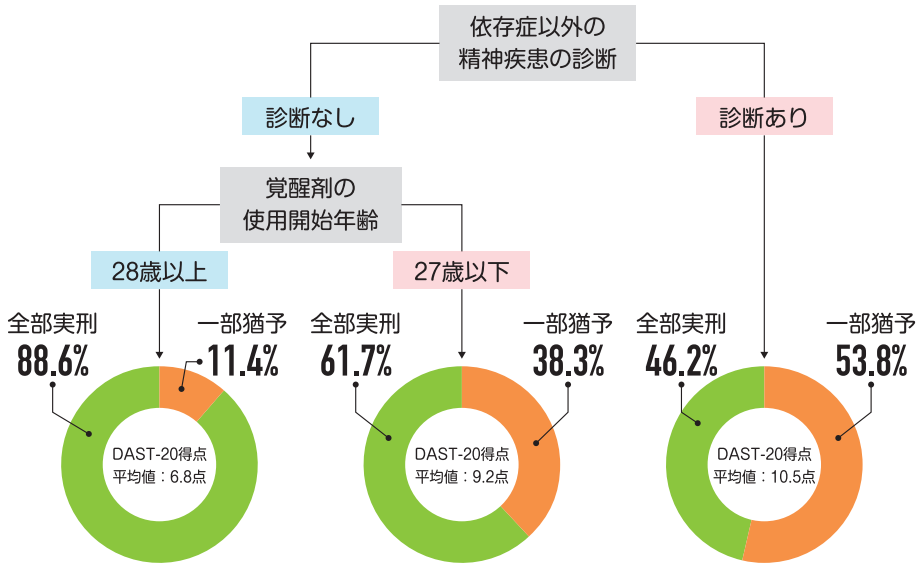 依存症以外の
精神疾患の診断
診断なし
診断あり
覚醒剤の
使用開始年齢
28歳以上
27歳以下
全部実刑
88.6%
一部猶予
11.4%
DAST-20得点
平均値：6.8点
全部実刑
61.7%
一部猶予
38.3%
DAST-20得点
平均値：9.2点
全部実刑
46.2%
一部猶予
53.8%
DAST-20得点
平均値：10.5点